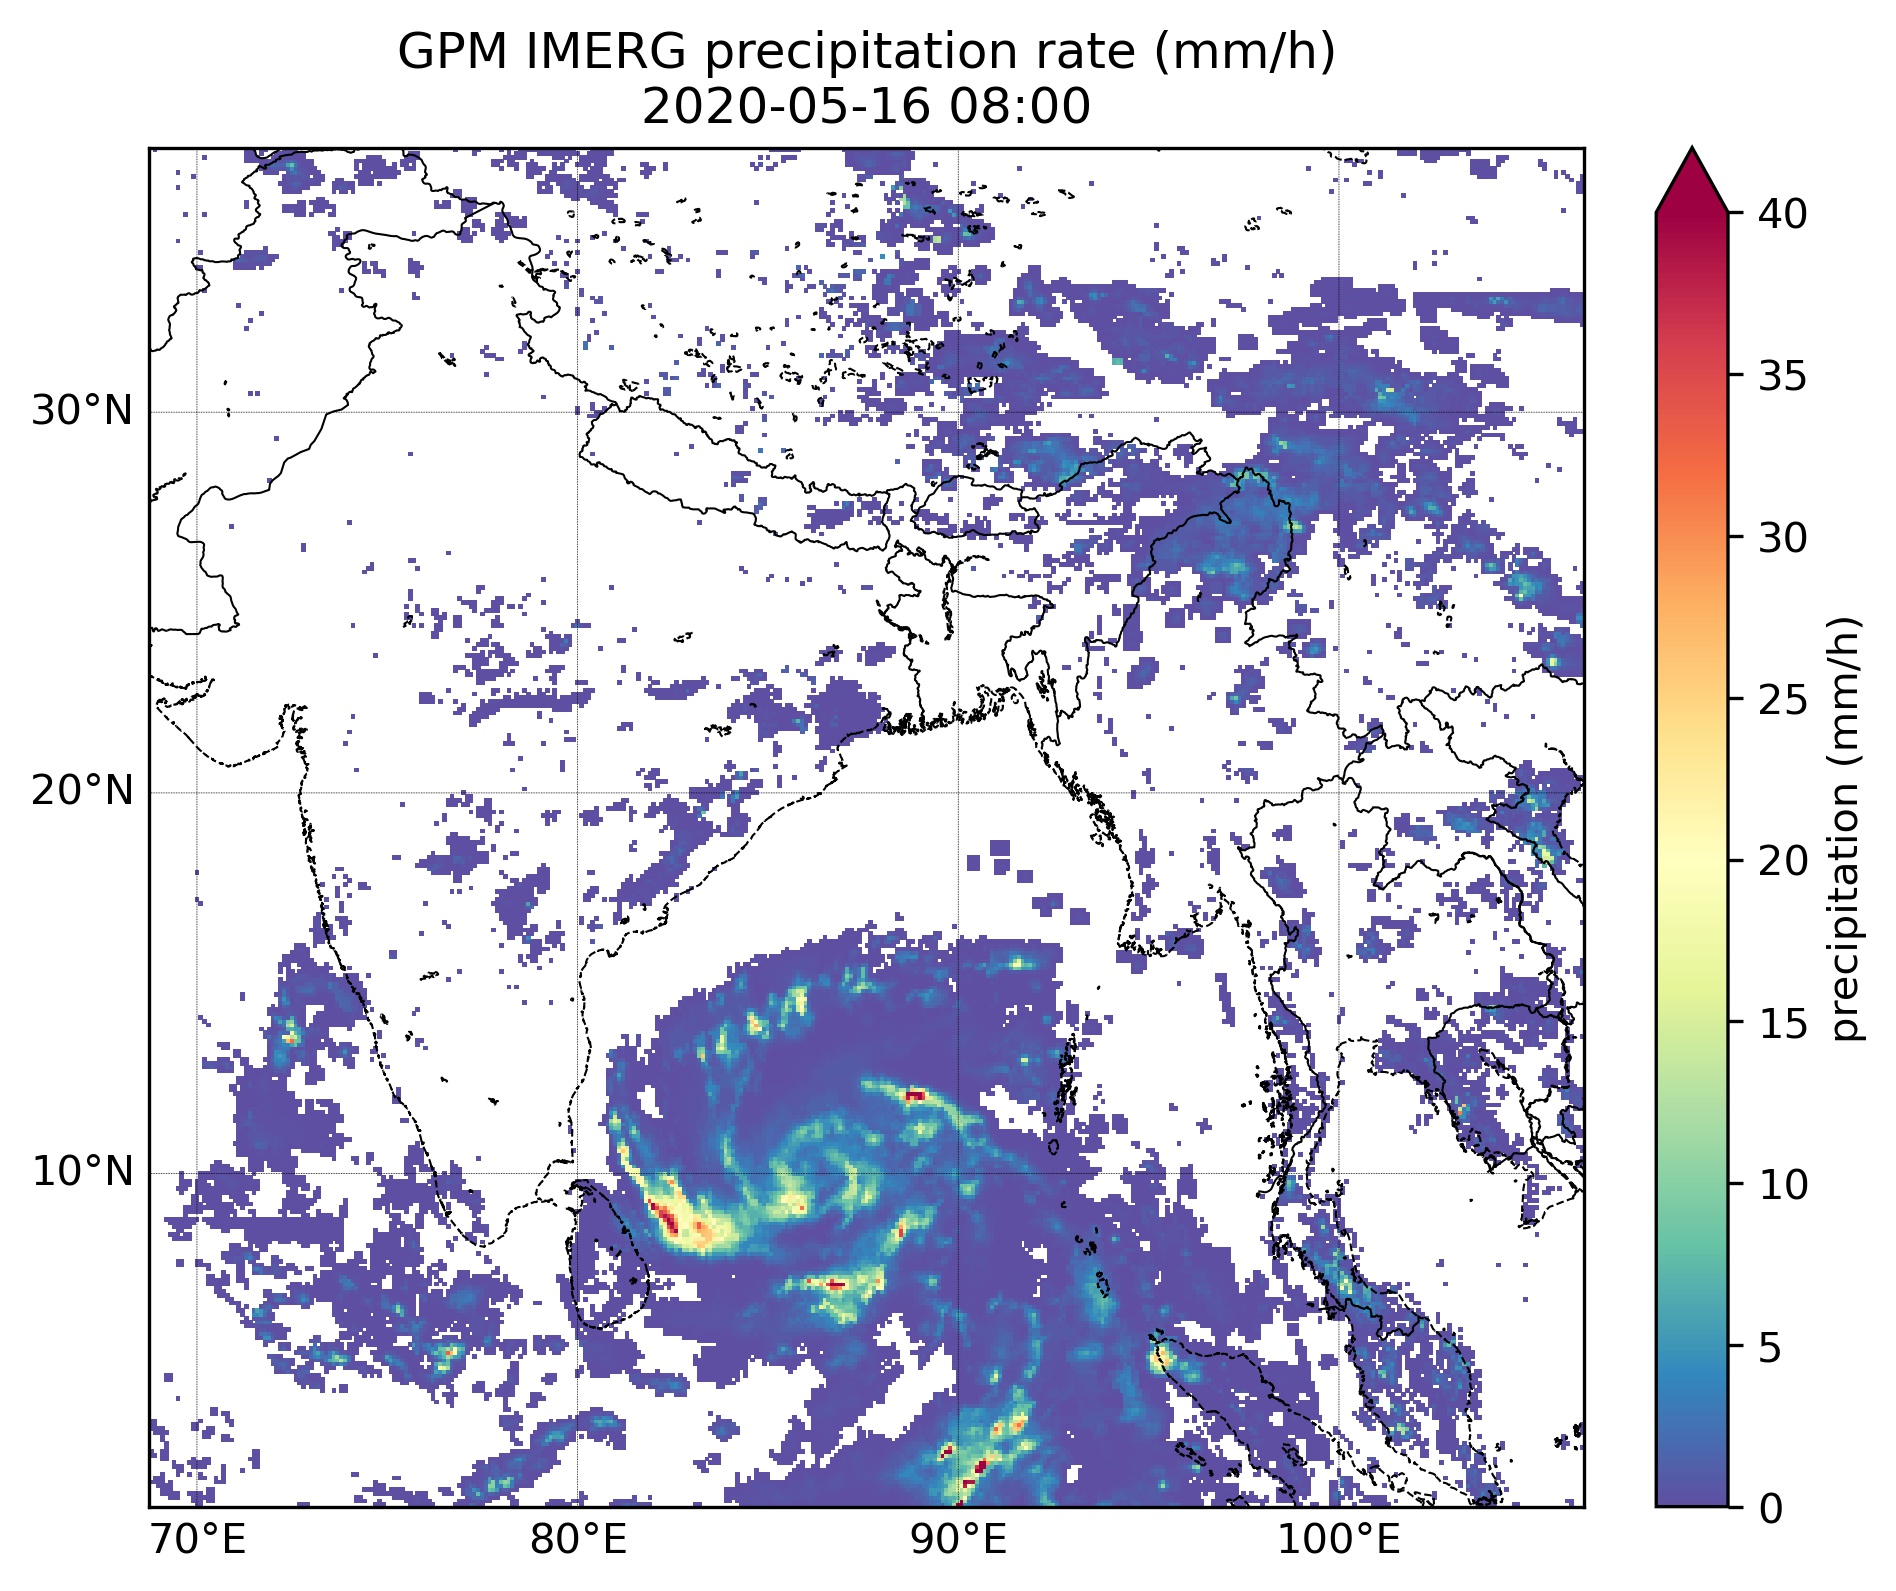 GPM IMERG precipitation rate (mm/h)
2020-05-16 08:00
30°N
20°N
10°N
70°E
80°E
90°E
100°E
40
35
30
25
20
15
10
5
0
precipitation (mm/h)